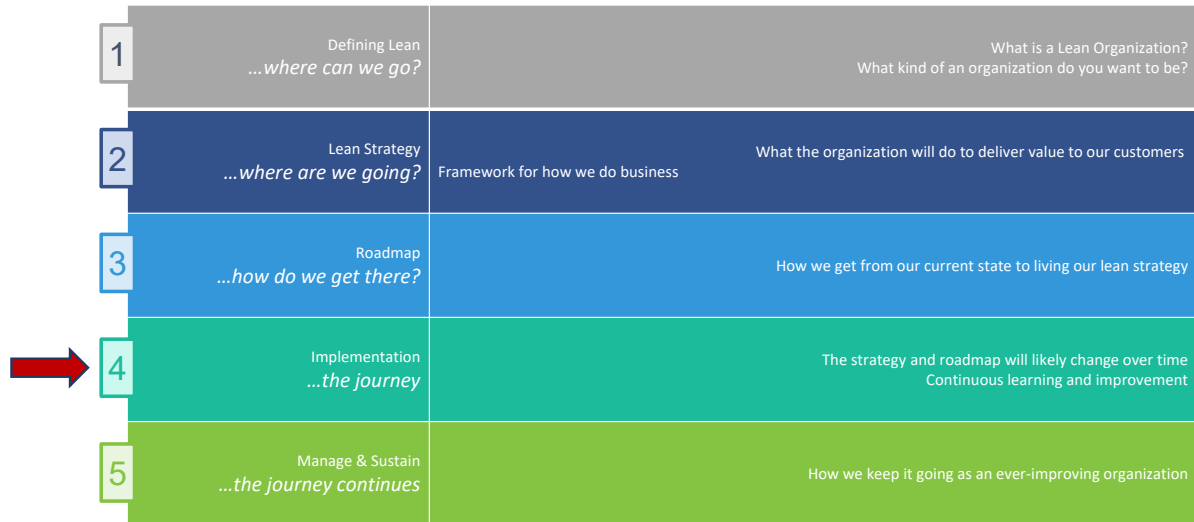 1
Defining Lean
…where can we go?
What is a Lean Organization?
What kind of an organization do you want to be?
2
Lean Strategy
…where are we going?
What the organization will do to deliver value to our customers
Framework for how we do business
3
Roadmap
…how do we get there?
How we get from our current state to living our lean strategy
4
Implementation
…the journey
The strategy and roadmap will likely change over time
Continuous learning and improvement
5
Manage & Sustain
…the journey continues
How we keep it going as an ever-improving organization